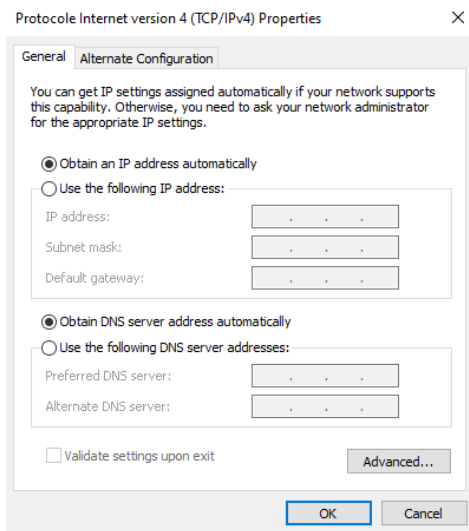 Protocole Internet version 4 (TCP/IPv4) Properties
General
Alternate Configuration
You can get IP settings assigned automatically if your network supports
this capability. Otherwise, you need to ask your network administrator
for the appropriate IP settings.
Obtain an IP address automatically
Use the following IP address:
IP address:
Subnet mask:
Default gateway:
Obtain DNS server address automatically
Use the following DNS server addresses:
Preferred DNS server:
Alternate DNS server:
Validate settings upon exit
Advanced...
OK
Cancel